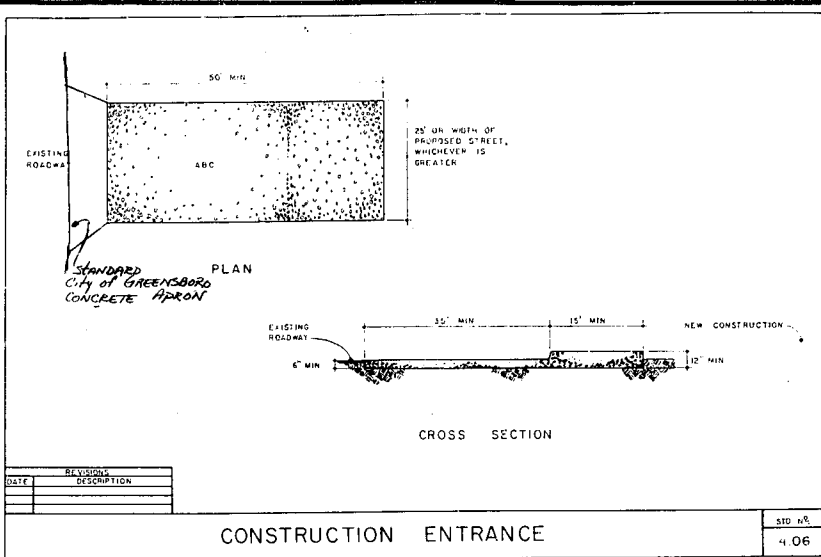 50' MIN
EXISTING
ROADWAY
ABC
25' OR WIDTH OF
PROPOSED STREET,
WHICHEVER IS
GREATER
STANDARD
City of GREENSBORO
CONCRETE APRON
PLAN
EXISTING
ROADWAY
35' MIN
15' MIN
NEW CONSTRUCTION
6" MIN
12" MIN
CROSS SECTION
REVISIONS
DATE DESCRIPTION
CONSTRUCTION ENTRANCE
STD Nº
4.06